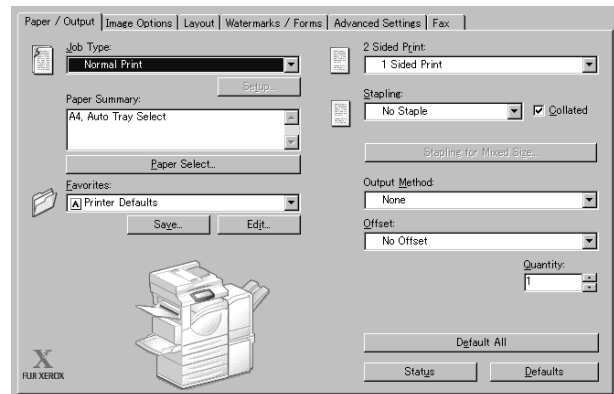 Paper / Output Image Options Layout Watermarks / Forms Advanced Settings Fax
Job Type:
Normal Print
Setup...
Paper Summary:
A4, Auto Tray Select
Paper Select...
Favorites:
A Printer Defaults
Save... Edit...
FUJI XEROX
2 Sided Print:
1 Sided Print
Stapling:
No Staple
Collated
Stapling for Mixed Size...
Output Method:
None
Offset:
No Offset
Quantity:
1
Default All
Status Defaults